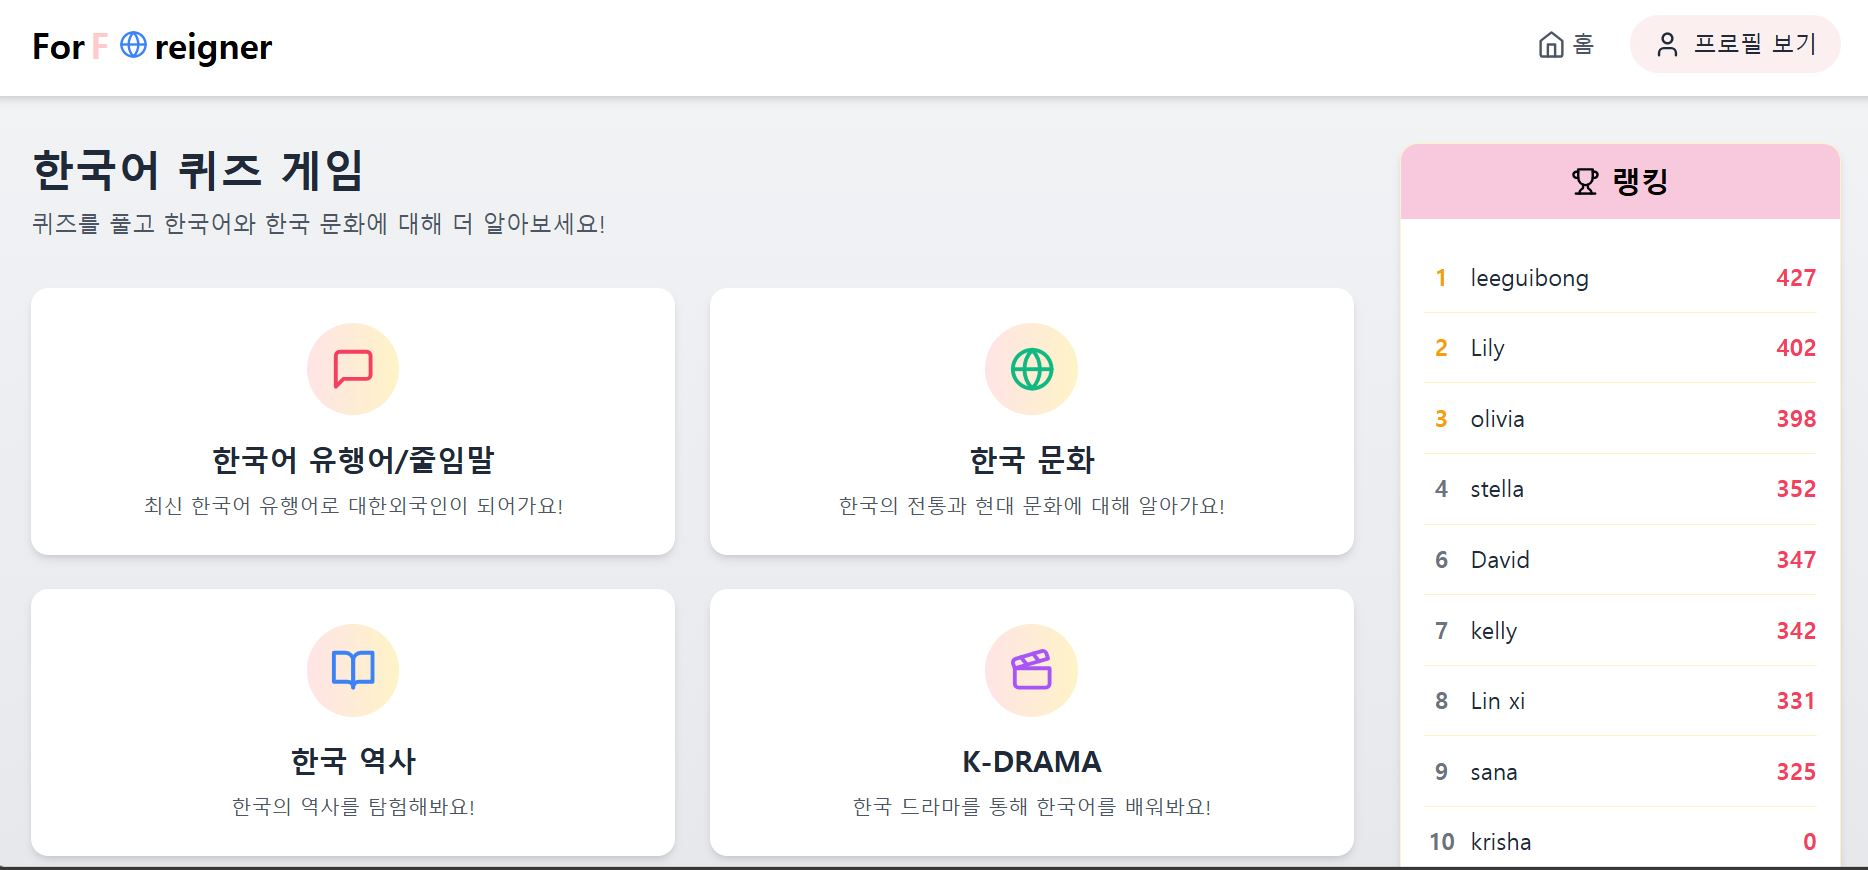 For F reigner
홈
프로필 보기
한국어 퀴즈 게임
퀴즈를 풀고 한국어와 한국 문화에 대해 더 알아보세요!
한국어 유행어/줄임말
최신 한국어 유행어로 대한외국인이 되어가요!
한국 문화
한국의 전통과 현대 문화에 대해 알아가요!
한국 역사
한국의 역사를 탐험해봐요!
K-DRAMA
한국 드라마를 통해 한국어를 배워봐요!
랭킹
1 leeguibong 427
2 Lily 402
3 olivia 398
4 stella 352
6 David 347
7 kelly 342
8 Lin xi 331
9 sana 325
10 krisha 0